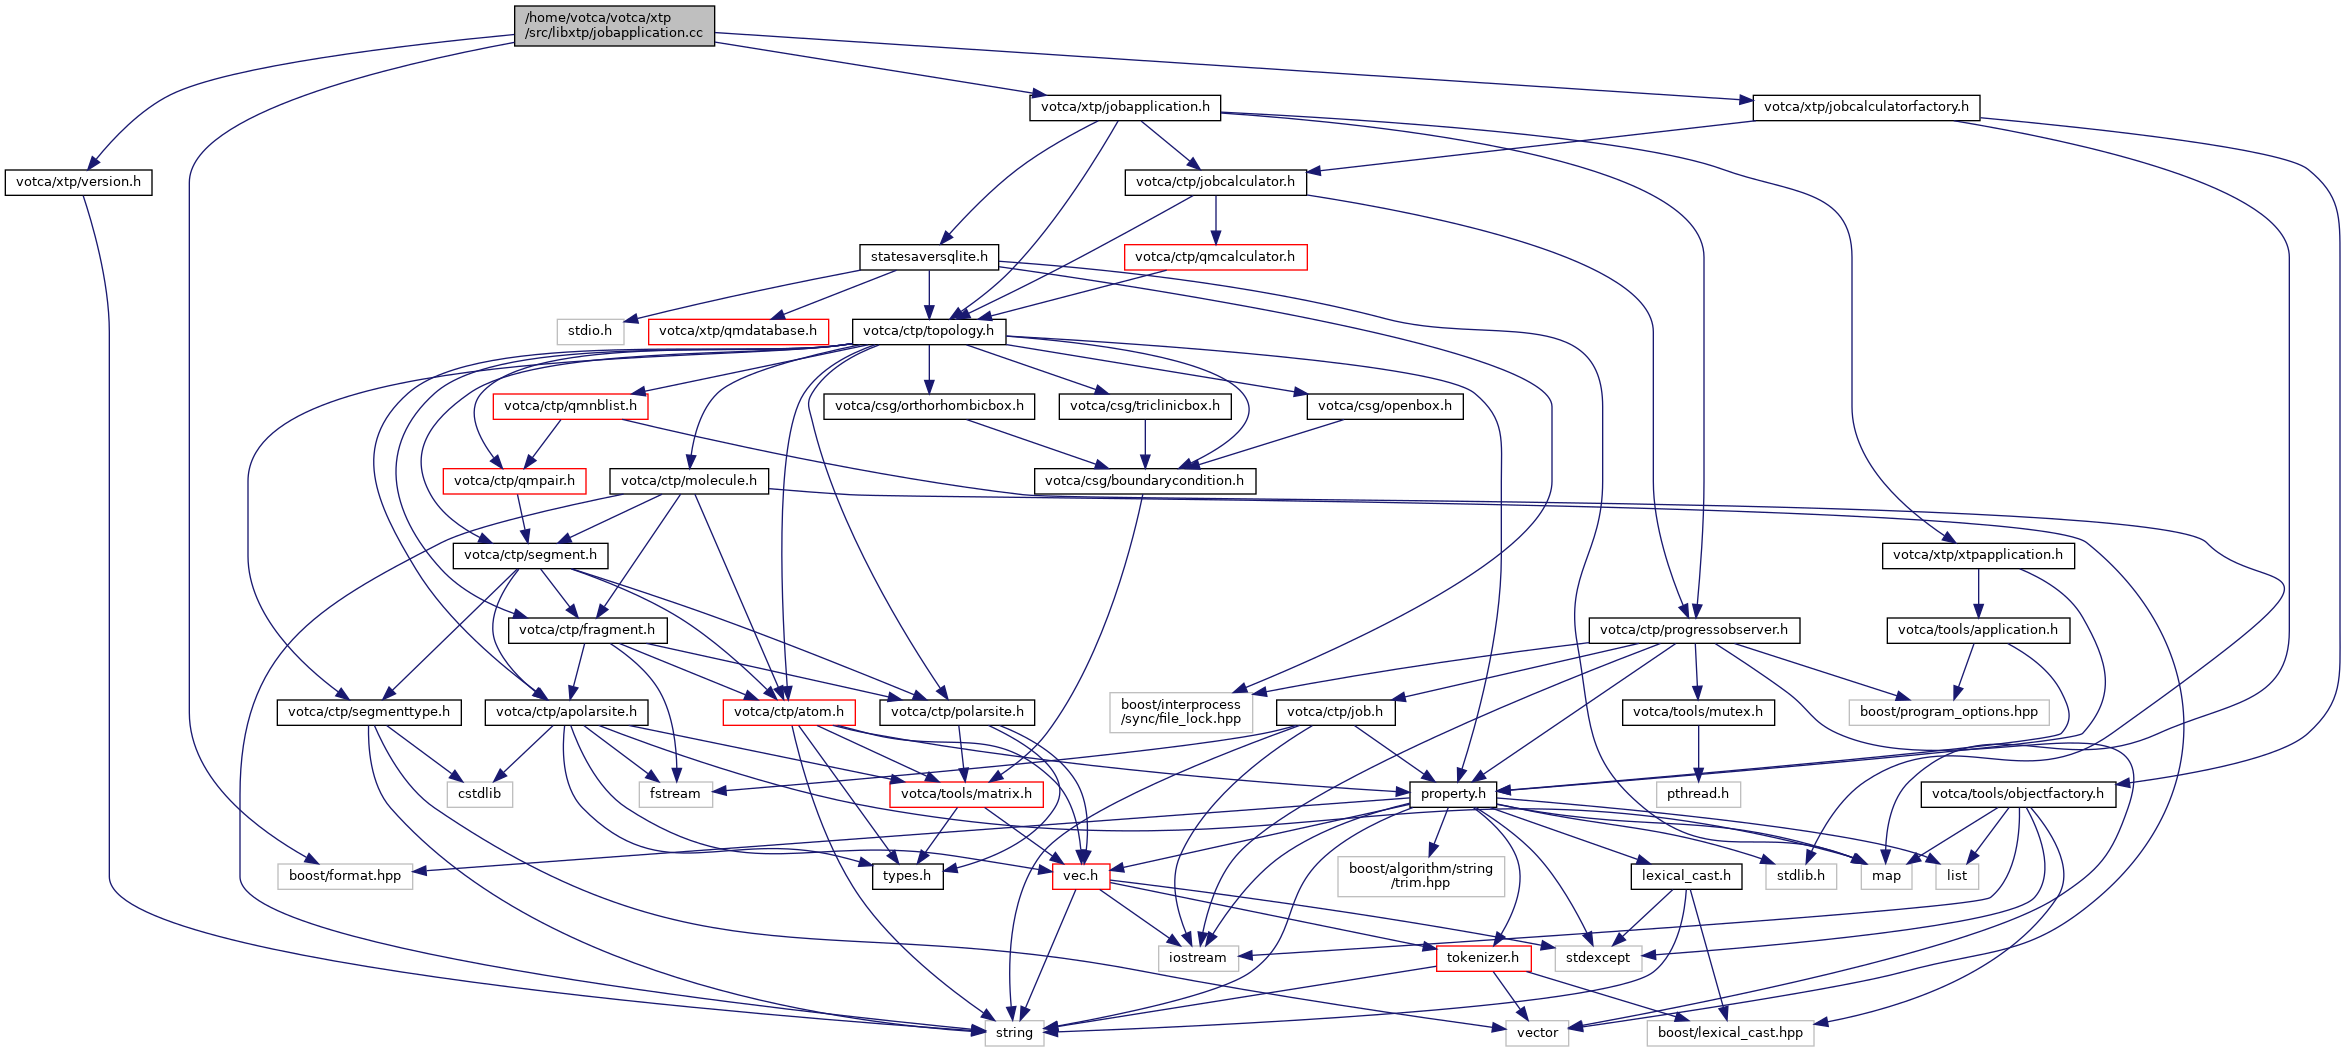 /home/votca/votca/xtp
/src/libxtp/jobapplication.cc
votca/xtp/jobapplication.h
votca/xtp/jobcalculatorfactory.h
votca/xtp/version.h
votca/ctp/jobcalculator.h
statesaversqlite.h
votca/ctp/qmcalculator.h
stdio.h
votca/xtp/qmdatabase.h
votca/ctp/topology.h
votca/ctp/qmnblist.h
votca/csg/orthorhombicbox.h
votca/csg/triclinicbox.h
votca/csg/openbox.h
votca/ctp/qmpair.h
votca/ctp/molecule.h
votca/csg/boundarycondition.h
votca/ctp/segment.h
votca/xtp/xtpapplication.h
votca/ctp/fragment.h
votca/ctp/progressobserver.h
votca/tools/application.h
votca/ctp/segmenttype.h
votca/ctp/apolarsite.h
votca/ctp/atom.h
votca/ctp/polarsite.h
boost/interprocess
/sync/file_lock.hpp
votca/ctp/job.h
votca/tools/mutex.h
boost/program_options.hpp
cstdlib
fstream
votca/tools/matrix.h
property.h
pthread.h
votca/tools/objectfactory.h
boost/format.hpp
types.h
vec.h
boost/algorithm/string
/trim.hpp
lexical_cast.h
stdlib.h
map
list
iostream
tokenizer.h
stdexcept
string
vector
boost/lexical_cast.hpp